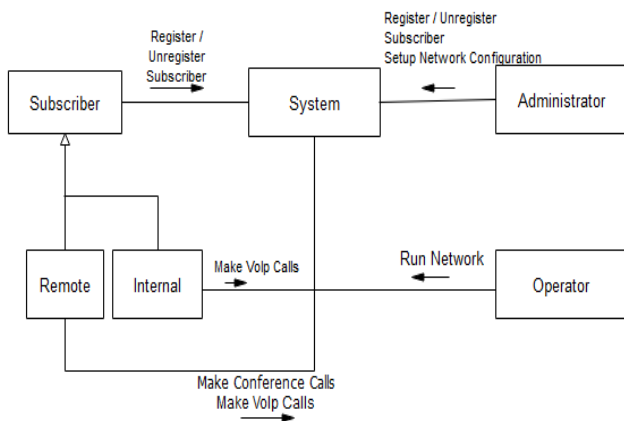 Register /
Unregister
Subscriber
Register / Unregister
Subscriber
Setup Network Configuration
Subscriber
System
Administrator
Remote
Internal
Make VoIp Calls
Run Network
Operator
Make Conference Calls
Make VoIp Calls